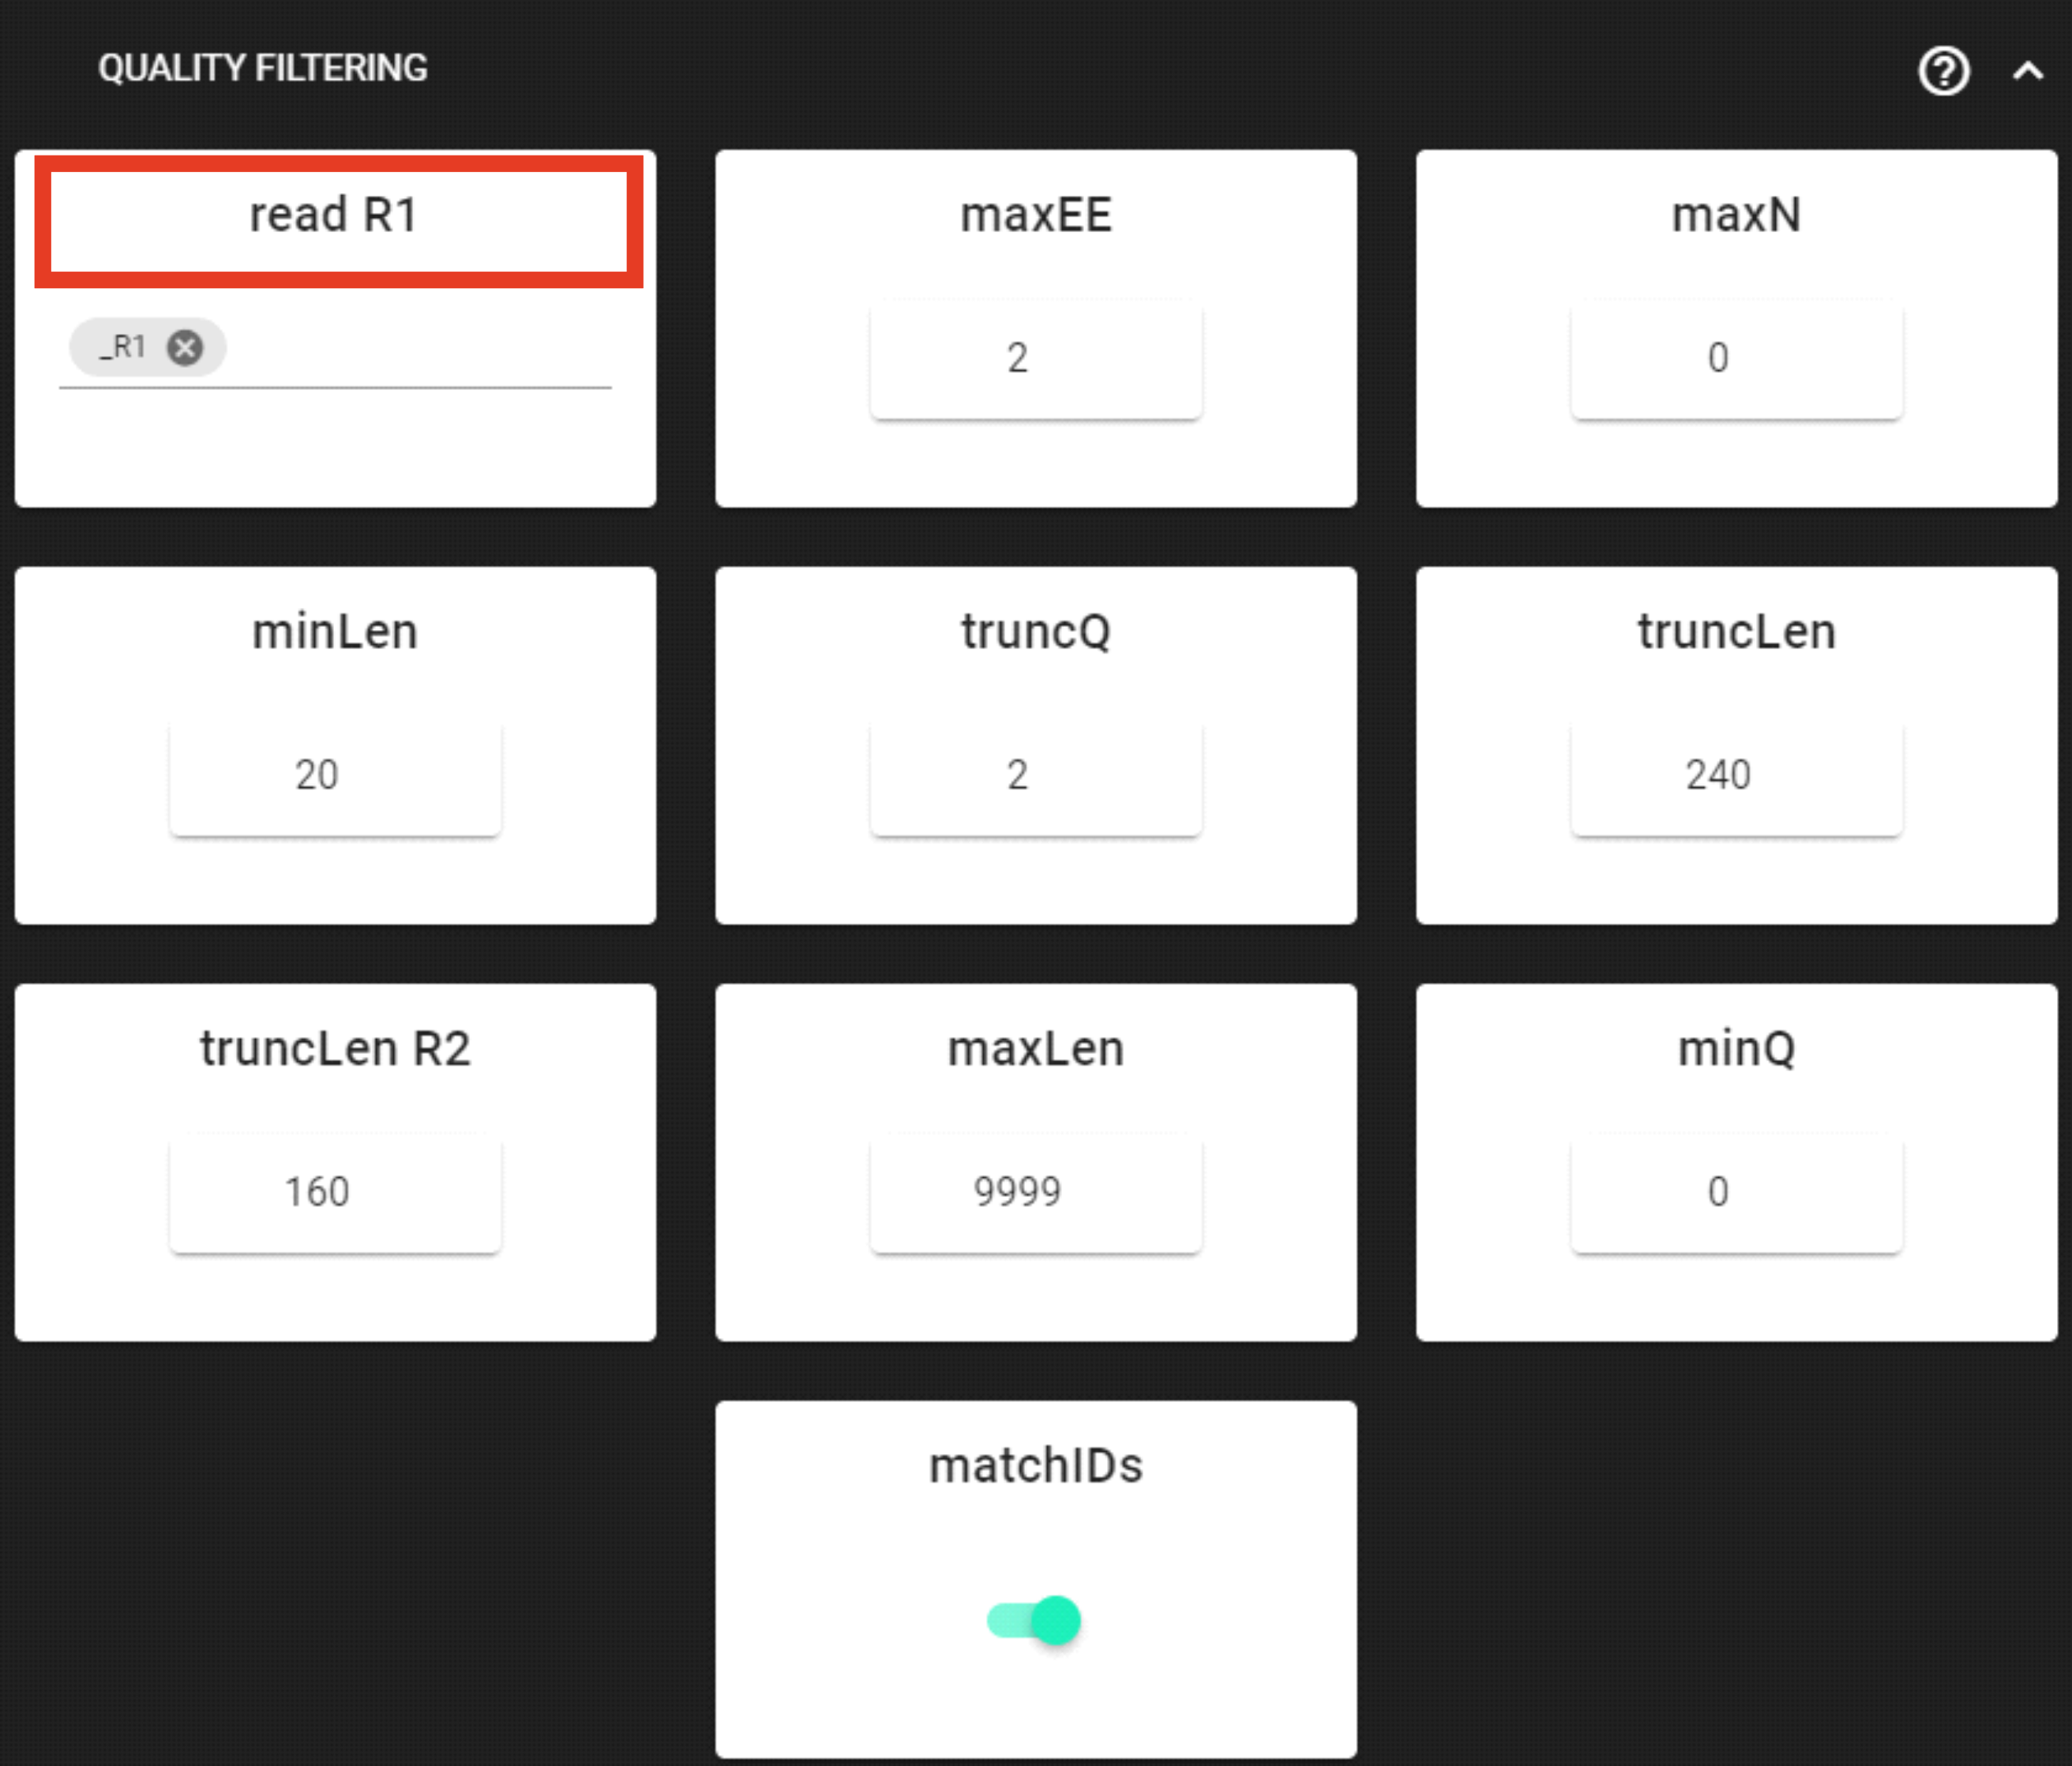 QUALITY FILTERING
read R1
_R1
maxEE
2
maxN
0
minLen
20
truncQ
2
truncLen
240
truncLen R2
160
maxLen
9999
minQ
0
matchIDs